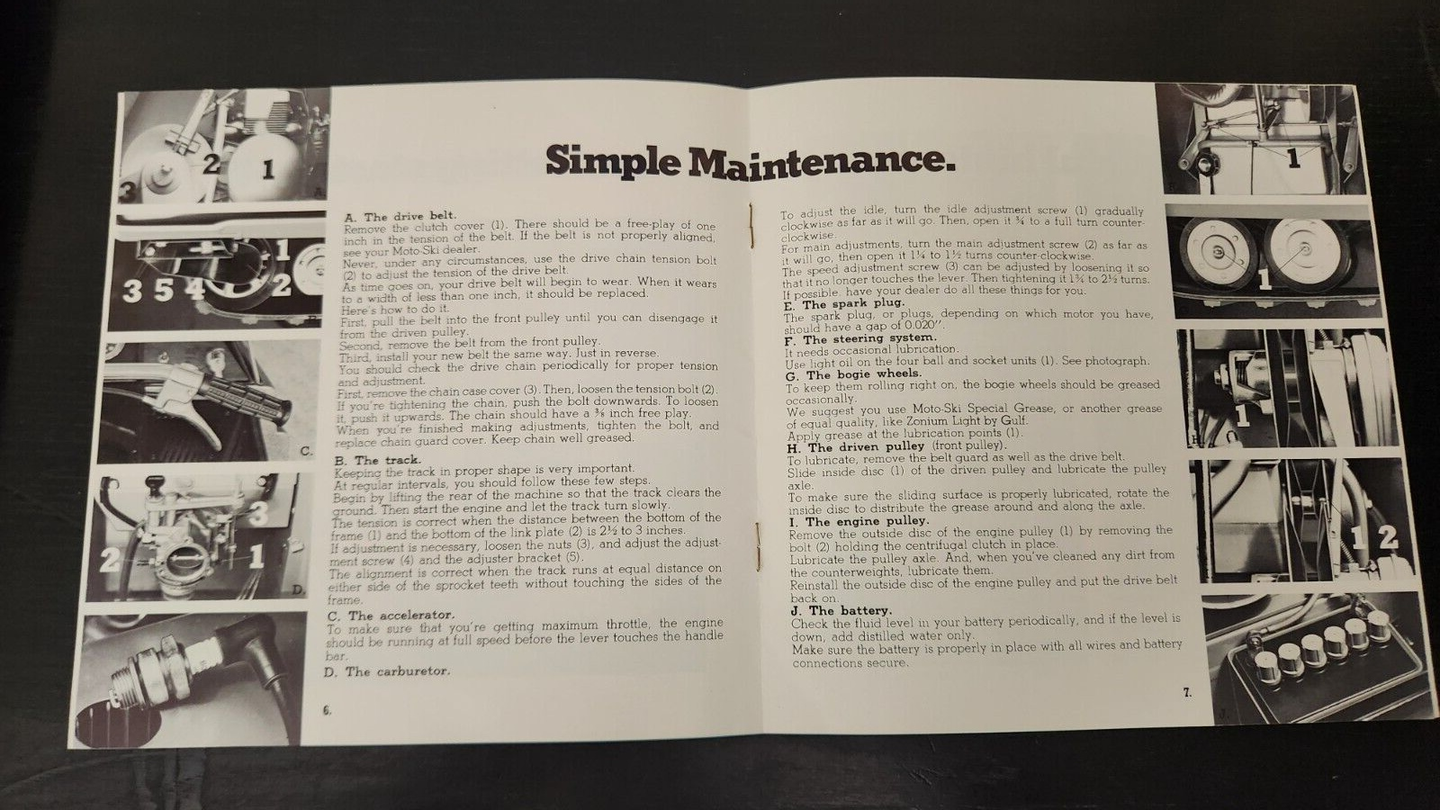 Simple Maintenance.
A. The drive belt.
Remove the clutch cover (1). There should be a free-play of one
inch in the tension of the belt. If the belt is not properly aligned,
see your Moto-Ski dealer.
Never, under any circumstances, use the drive chain tension bolt
(2) to adjust the tension of the drive belt.
As time goes on, your drive belt will begin to wear. When it wears
to a width of less than one inch, it should be replaced.
Here's how to do it.
First, pull the belt into the front pulley until you can disengage it
from the driven pulley.
Second, remove the belt from the front pulley.
Third, install your new belt the same way. Just in reverse.
You should check the drive chain periodically for proper tension
and adjustment.
First, remove the chain case cover (3). Then, loosen the tension bolt (2).
If you're tightening the chain, push the bolt downwards. To loosen
it, push it upwards. The chain should have a ⅜ inch free play.
When you're finished making adjustments, tighten the bolt, and
replace chain guard cover. Keep chain well greased.
B. The track.
Keeping the track in proper shape is very important.
At regular intervals, you should follow these few steps.
Begin by lifting the rear of the machine so that the track clears the
ground. Then start the engine and let the track turn slowly.
The tension is correct when the distance between the bottom of the
frame (1) and the bottom of the link plate (2) is 2½ to 3 inches.
If adjustment is necessary, loosen the nuts (3), and adjust the adjust-
ment screw (4) and the adjuster bracket (5).
The alignment is correct when the track runs at equal distance on
either side of the sprocket teeth without touching the sides of the
frame.
C. The accelerator.
To make sure that you're getting maximum throttle, the engine
should be running at full speed before the lever touches the handle
bar.
D. The carburetor.
6.
To adjust the idle, turn the idle adjustment screw (1) gradually
clockwise as far as it will go. Then, open it ¾ to a full turn counter-
clockwise.
For main adjustments, turn the main adjustment screw (2) as far as
it will go, then open it 1¼ to 1½ turns counter-clockwise.
The speed adjustment screw (3) can be adjusted by loosening it so
that it no longer touches the lever. Then tightening it to 2½ turns.
If possible, have your dealer do all these things for you.
E. The spark plug.
The spark plug, or plugs, depending on which motor you have,
should have a gap of 0.020".
F. The steering system.
It needs occasional lubrication.
Use light oil on the four ball and socket units (1). See photograph.
G. The bogie wheels.
To keep them rolling right on, the bogie wheels should be greased
occasionally.
We suggest you use Moto-Ski Special Grease, or another grease
of equal quality, like Zonium Light by Gulf.
Apply grease at the lubrication points (1).
H. The driven pulley (front pulley).
To lubricate, remove the belt guard as well as the drive belt.
Slide inside disc (1) of the driven pulley and lubricate the pulley
axle.
To make sure the sliding surface is properly lubricated, rotate the
inside disc to distribute the grease around and along the axle.
I. The engine pulley.
Remove the outside disc of the engine pulley (1) by removing the
bolt (2) holding the centrifugal clutch in place.
Lubricate the pulley axle. And, when you've cleaned any dirt from
the counterweights, lubricate them.
Reinstall the outside disc of the engine pulley and put the drive belt
back on.
J. The battery.
Check the fluid level in your battery periodically, and if the level is
down, add distilled water only.
Make sure the battery is properly in place with all wires and battery
connections secure.
7.
3 2 1
1
3 5 4 2
C.
3
2 1
D.
1
1
1
1 2
J.